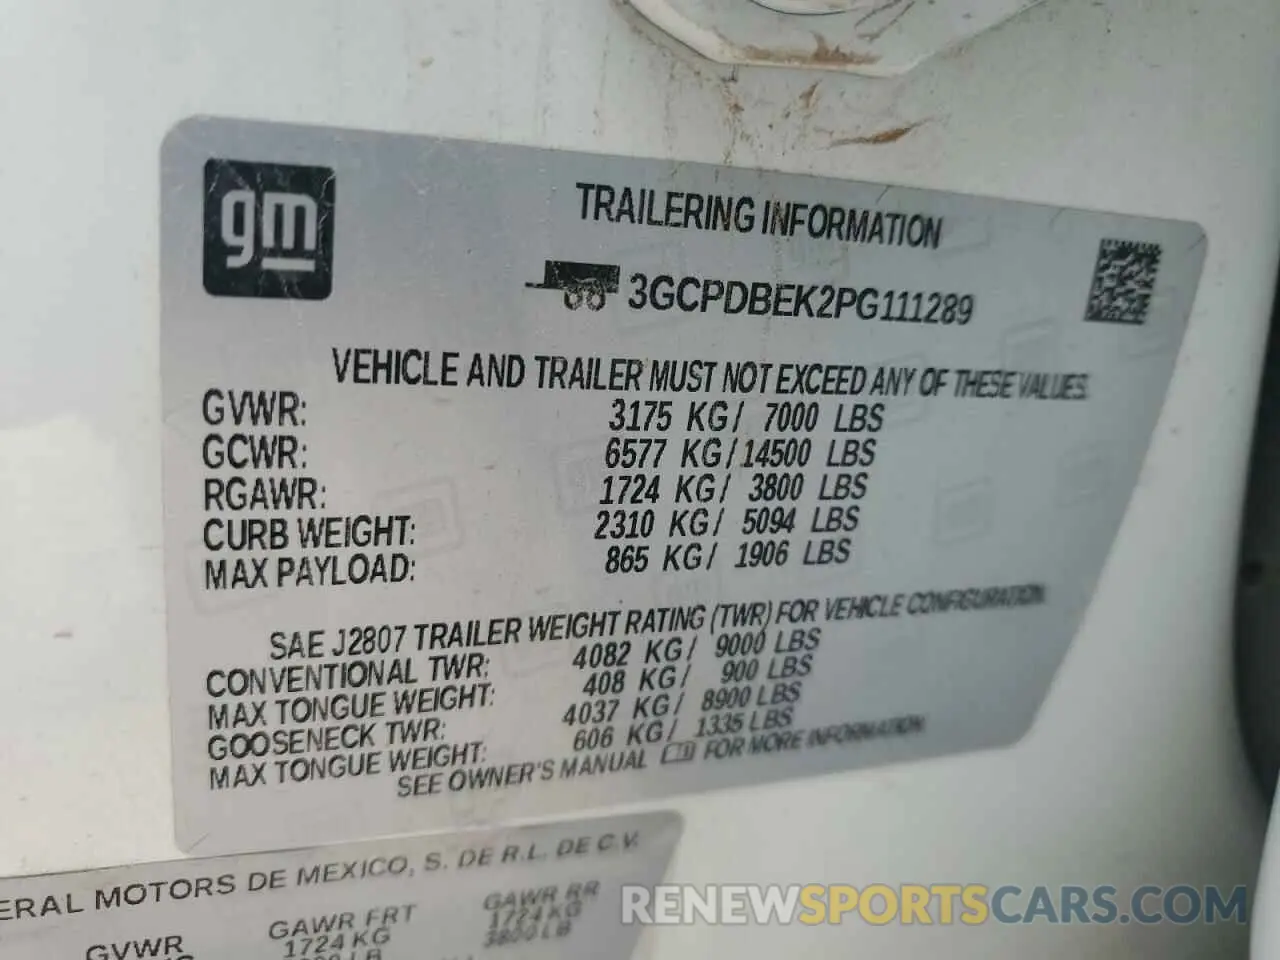 gm
TRAILERING INFORMATION
3GCPDBEK2PG111289
VEHICLE AND TRAILER MUST NOT EXCEED ANY OF THESE VALUES.
GVWR: 3175 KG/ 7000 LBS
GCWR: 6577 KG/14500 LBS
RGAWR: 1724 KG/ 3800 LBS
CURB WEIGHT: 2310 KG/ 5094 LBS
MAX PAYLOAD: 865 KG/ 1906 LBS
SAE J2807 TRAILER WEIGHT RATING (TWR) FOR VEHICLE CONFIGURATION.
CONVENTIONAL TWR: 4082 KG/ 9000 LBS
MAX TONGUE WEIGHT: 408 KG/ 900 LBS
GOOSENECK TWR: 4037 KG/ 8900 LBS
MAX TONGUE WEIGHT: 606 KG/ 1335 LBS
SEE OWNER'S MANUAL FOR MORE INFORMATION.
ERAL MOTORS DE MEXICO, S. DE R.L. DE C.V.
GVWR GAWR FRT GAWR RR
1724 KG 1724 KG
3800 LB
RENEWSPORTSCARS.COM